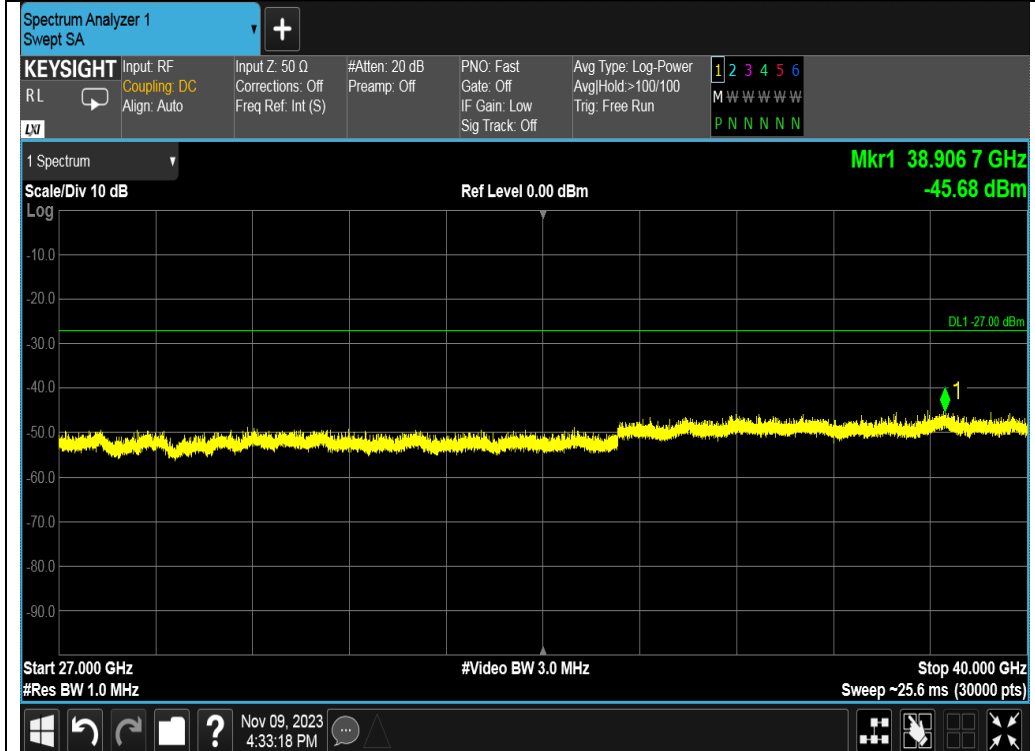 Spectrum Analyzer 1
Swept SA
+
KEYSIGHT
R L
LXI
Input: RF
Coupling: DC
Align: Auto
Input Z: 50 Ω
Corrections: Off
Freq Ref: Int (S)
#Atten: 20 dB
Preamp: Off
PNO: Fast
Gate: Off
IF Gain: Low
Sig Track: Off
Avg Type: Log-Power
Avg|Hold:>100/100
Trig: Free Run
1 2 3 4 5 6
M W W W W W
P N N N N N
1 Spectrum
Mkr1 38.906 7 GHz
-45.68 dBm
Scale/Div 10 dB
Ref Level 0.00 dBm
Log
-10.0
-20.0
DL1 -27.00 dBm
-30.0
-40.0
1
-50.0
-60.0
-70.0
-80.0
-90.0
Start 27.000 GHz
#Video BW 3.0 MHz
Stop 40.000 GHz
#Res BW 1.0 MHz
Sweep ~25.6 ms (30000 pts)
?
Nov 09, 2023
4:33:18 PM